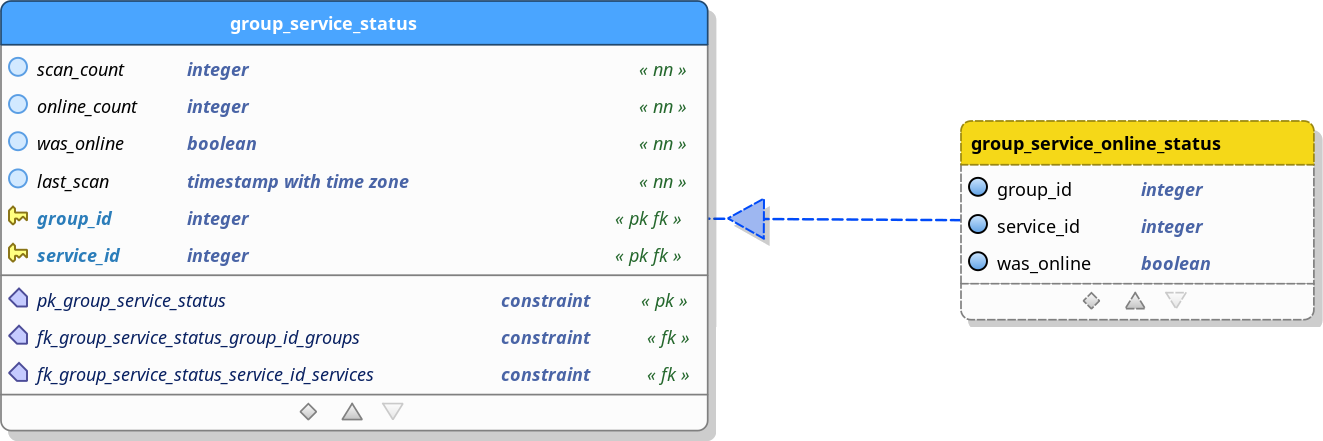 group_service_status
scan_count integer « nn »
online_count integer « nn »
was_online boolean « nn »
last_scan timestamp with time zone « nn »
group_id integer « pk fk »
service_id integer « pk fk »
pk_group_service_status constraint « pk »
fk_group_service_status_group_id_groups constraint « fk »
fk_group_service_status_service_id_services constraint « fk »
group_service_online_status
group_id integer
service_id integer
was_online boolean